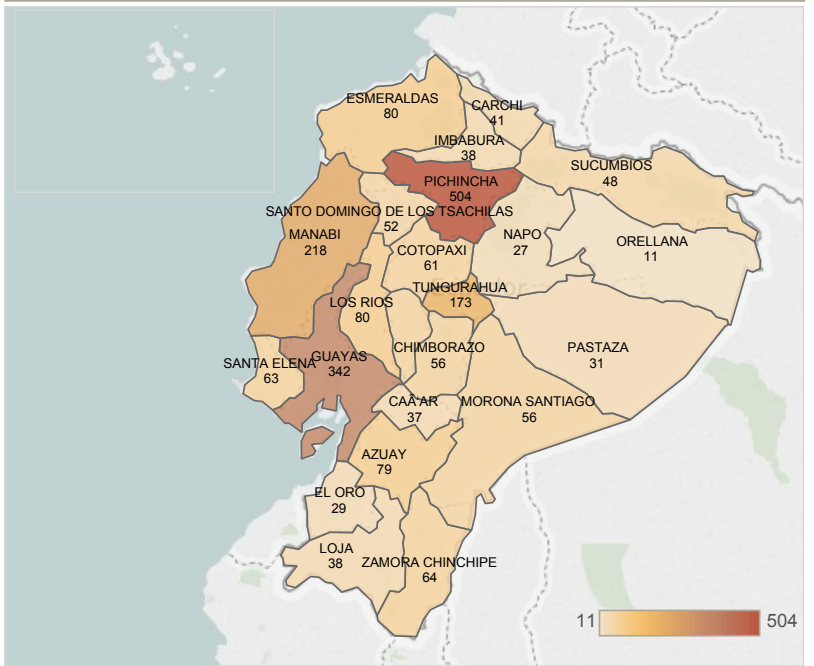 ESMERALDAS
80
CARCHI
41
IMBABURA
38
SUCUMBIOS
48
PICHINCHA
504
SANTO DOMINGO DE LOS TSACHILAS
52
MANABI
218
NAPO
27
ORELLANA
11
COTOPAXI
61
TUNGURAHUA
173
LOS RIOS
80
CHIMBORAZO
56
PASTAZA
31
SANTA ELENA
63
GUAYAS
342
CAÃ'AR
37
MORONA SANTIAGO
56
AZUAY
79
EL ORO
29
LOJA
38
ZAMORA CHINCHIPE
64
11 504